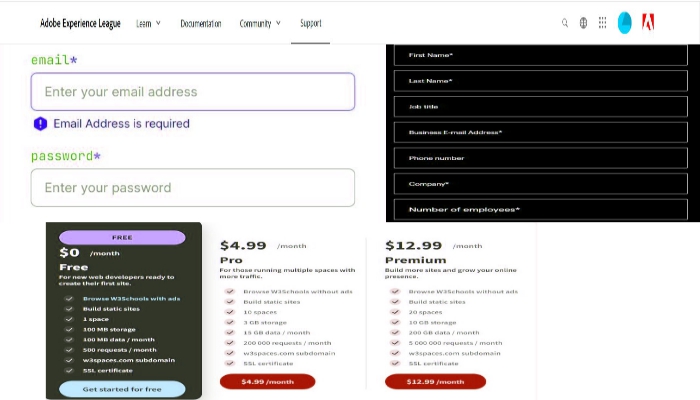 Adobe Experience League Learn Documentation Community Support
email*
Enter your email address
Email Address is required
password*
Enter your password
First Name*
Last Name*
Job title
Business E-mail Address*
Phone number
Company*
Number of employees*
FREE
$0 /month
Free
For new web developers ready to
create their first site.
Browse W3Schools with ads
Build static sites
1 space
100 MB storage
100 MB data / month
500 requests / month
w3spaces.com subdomain
SSL certificate
Get started for free
$4.99 /month
Pro
For those running multiple spaces with
more traffic.
Browse W3Schools without ads
Build static sites
10 spaces
3 GB storage
15 GB data / month
200 000 requests / month
w3spaces.com subdomain
SSL certificate
$4.99 /month
$12.99 /month
Premium
Build more sites and grow your online
presence.
Browse W3Schools without ads
Build static sites
20 spaces
10 GB storage
200 GB data / month
5 000 000 requests / month
w3spaces.com subdomain
SSL certificate
$12.99 /month